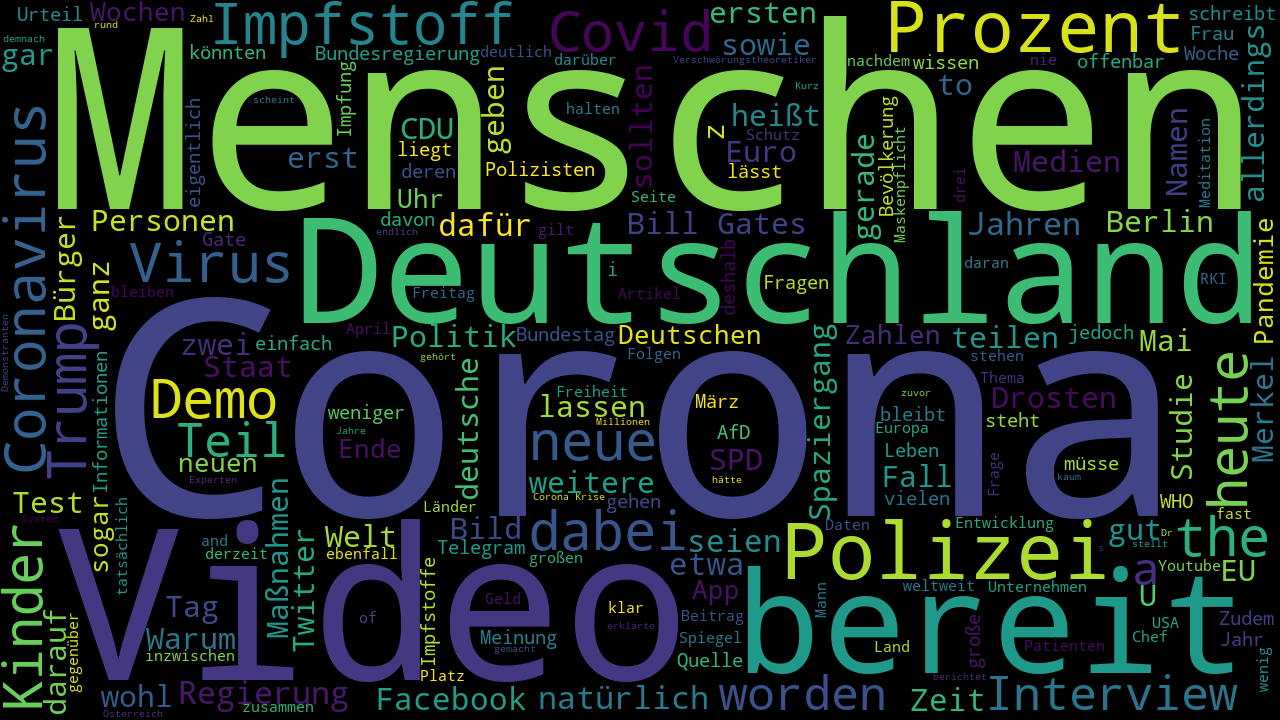 Urteil
Wochen
Zahl
rund
Impfstoff
Covid
ersten
Prozent
schreibt
demnach
gar
könnten
Bundesregierung
deutlich
darüber
sowie
Verschwörungstheoretiker
nachdem
wissen
nie
offenbar
Frau
Woche
Menschen
scheint
Impfung
geben
halten
sollten
heißt
to
Kurz
allerdings
Coronavirus
eigentlich
erst
CDU
liegt
deren
Polizisten
z
Schutz
Euro
lässt
gerade
Bevölkerung
Maskenpflicht
drei
Medien
Namen
Meditation
Uhr
Seite
Bürger
Personen
Gate
Virus
davon
endlich
dafür
gilt
Bill Gates
Jahren
Berlin
ganz
bleiben
Deutschland
Freitag
i
Artikel
deshalb
Fragen
daran
RKI
Pandemie
Demonstranten
Trump
zwei
einfach
April
Politik
Bundestag
Deutschen
Zahlen
teilen
jedoch
Mai
Staat
gehört
Folgen
Spaziergang
stehen
Merkel
Informationen
Corona
Demo
weniger
deutsche
Freiheit
lassen
Millionen
März
zuvor
Thema
Drosten
heute
Studie
Teil
Jahre
Ende
neue
AfD
bleibt
Europa
steht
neuen
SPD
Leben
Experten
weitere
hätte
Fall
Frage
müsse
kaum
Test
sogar
Maßnahmen
Länder
Corona Krise
gehen
vielen
WHO
fast
System
tatsächlich
Video
Welt
Bild
dabei
seien
Polizei
Daten
Entwicklung
gut
Dr
the
Kinder
and
derzeit
ebenfall
Telegram
großen
etwa
s
stellt
Twitter
weltweit
Unternehmen
a
Youtube
EU
darauf
gegenüber
Tag
of
Geld
klar
App
bereit
Mann
U
Warum
Impfstoffe
Meinung
erklärte
Beitrag
USA
Zudem
inzwischen
gemacht
Spiegel
Land
große
Chef
Jahr
Quelle
Patienten
wenig
Platz
berichtet
wohl
Regierung
Facebook
natürlich
worden
Zeit
Interview
Österreich
zusammen